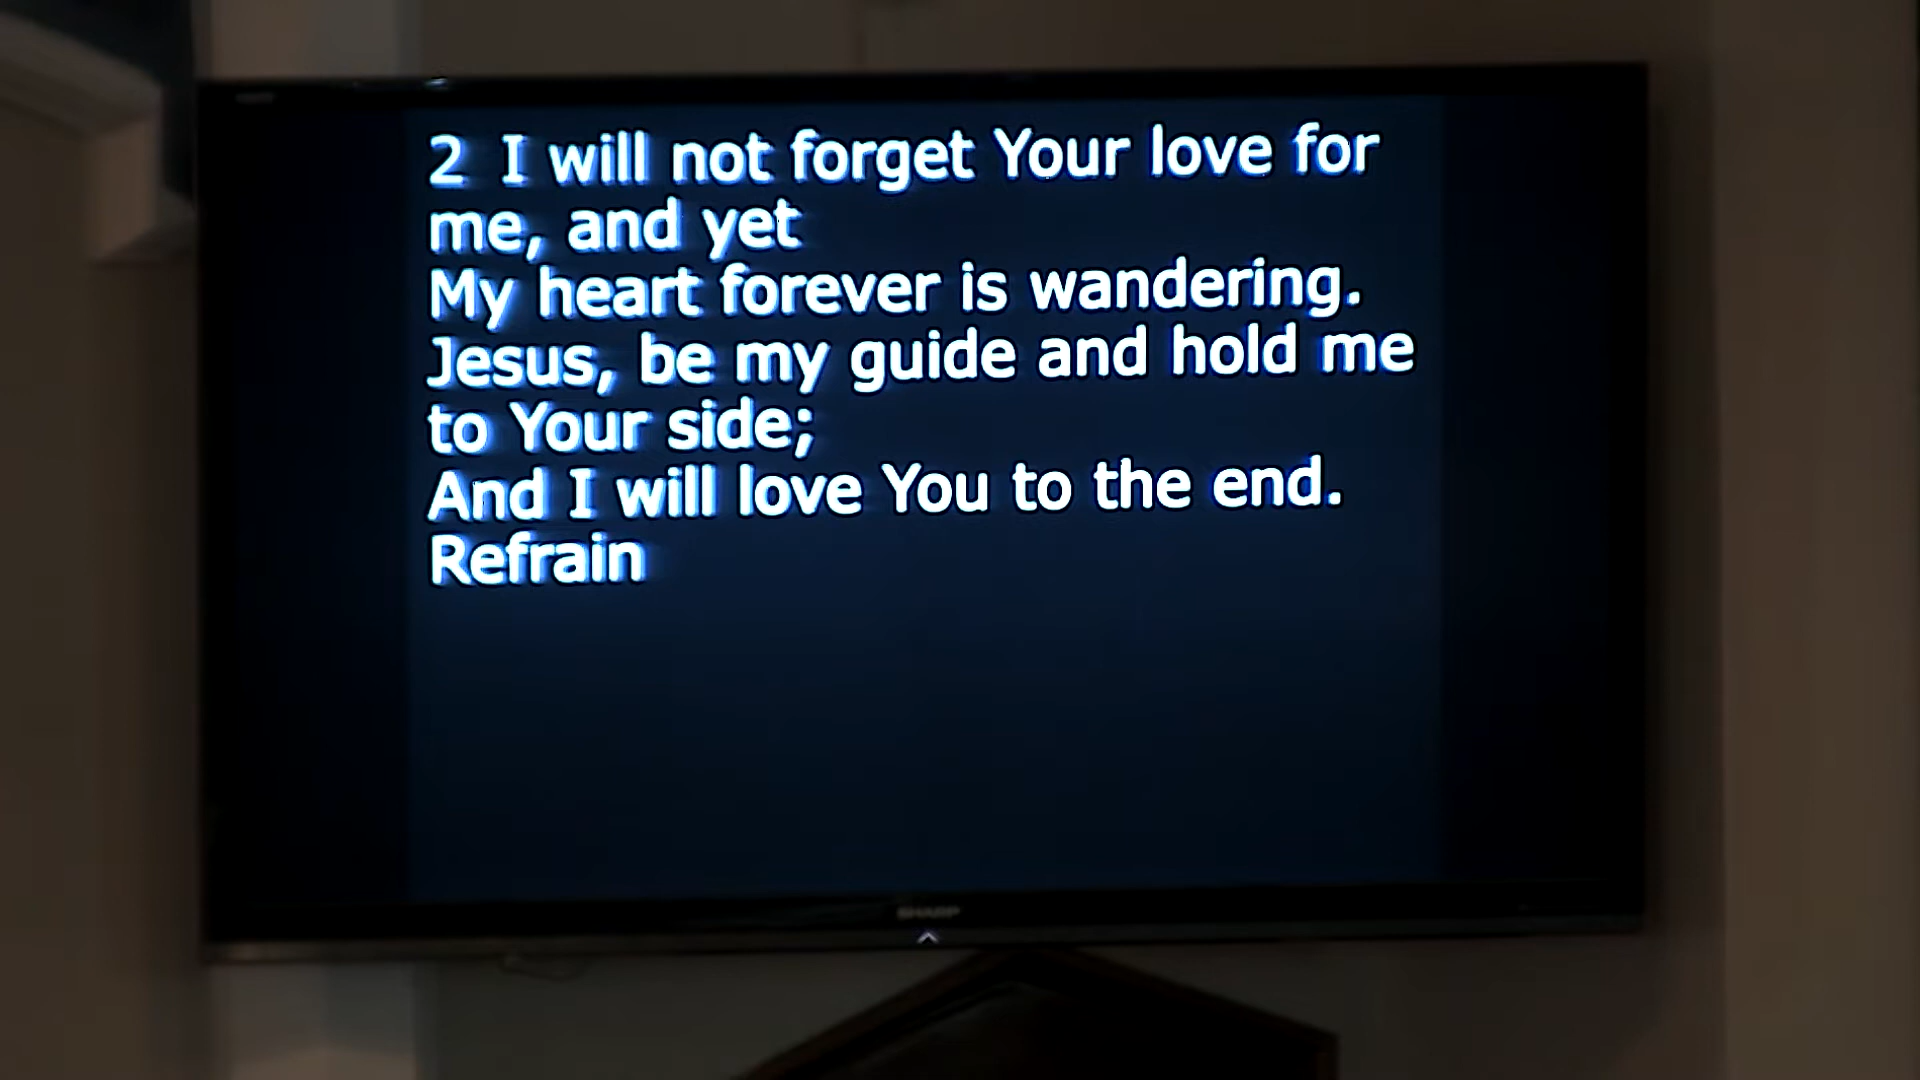 2 I will not forget Your love for
me, and yet
My heart forever is wandering.
Jesus, be my guide and hold me
to Your side;
And I will love You to the end.
Refrain
SHARP